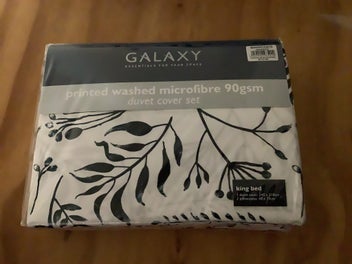 GALAXY
ESSENTIALS FOR YOUR SPACE
printed washed microfibre 90gsm
duvet cover set
king bed